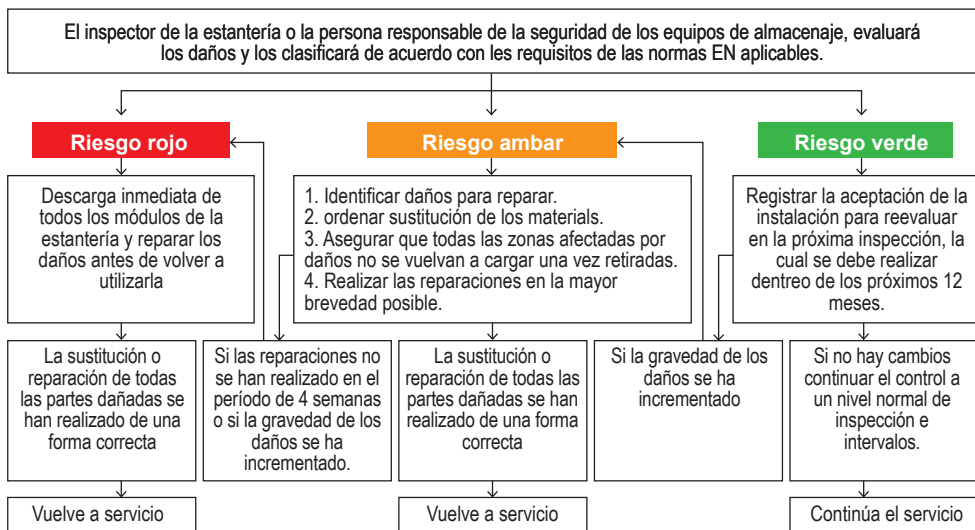 El inspector de la estantería o la persona responsable de la seguridad de los equipos de almacenaje, evaluará
los daños y los clasificará de acuerdo con les requisitos de las normas EN aplicables.
Riesgo rojo
Riesgo ambar
Riesgo verde
Descarga inmediata de
todos los módulos de la
estantería y reparar los
daños antes de volver a
utilizarla
1. Identificar daños para reparar.
2. ordenar sustitución de los materials.
3. Asegurar que todas las zonas afectadas por
daños no se vuelvan a cargar una vez retiradas.
4. Realizar las reparaciones en la mayor
brevedad posible.
Registrar la aceptación de la
instalación para reevaluar
en la próxima inspección, la
cual se debe realizar
dentreo de los próximos 12
meses.
La sustitución o
reparación de todas
las partes dañadas se
han realizado de una
forma correcta
Si las reparaciones no
se han realizado en el
período de 4 semanas
o si la gravedad de los
daños se ha
incrementado.
La sustitución o
reparación de todas las
partes dañadas se han
realizado de una forma
correcta
Si la gravedad de los
daños se ha
incrementado
Si no hay cambios
continuar el control a
un nivel normal de
inspección e
intervalos.
Vuelve a servicio
Vuelve a servicio
Continúa el servicio